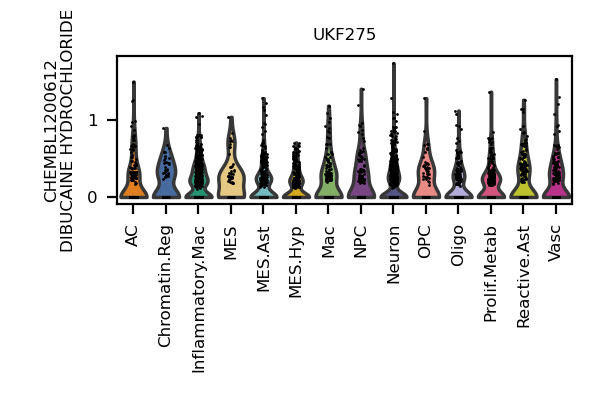 UKF275
CHEMBL1200612
DIBUCAINE HYDROCHLORIDE
1
0
AC
Chromatin.Reg
Inflammatory.Mac
MES
MES.Ast
MES.Hyp
Mac
NPC
Neuron
OPC
Oligo
Prolif.Metab
Reactive.Ast
Vasc